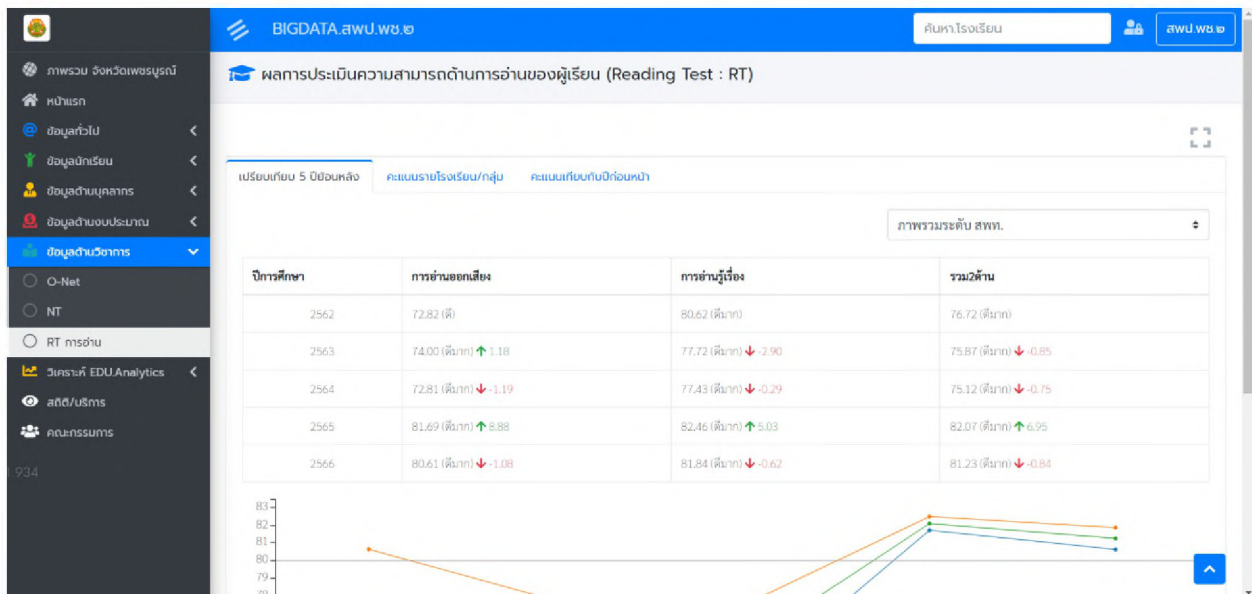 BIGDATA.สพป.พช.๒ ค้นหาโรงเรียน สพป.พช.๒
ภาพรวม จังหวัดเพชรบูรณ์
หน้าแรก
ข้อมูลทั่วไป
ข้อมูลนักเรียน
ข้อมูลด้านบุคลากร
ข้อมูลด้านงบประมาณ
ข้อมูลด้านวิชาการ
O-Net
NT
RT การอ่าน
วิเคราะห์ EDU.Analytics
สถิติ/บริการ
คณะกรรมการ
934
ผลการประเมินความสามารถด้านการอ่านของผู้เรียน (Reading Test : RT)
เปรียบเทียบ 5 ปีย้อนหลัง คะแนนรายโรงเรียน/กลุ่ม คะแนนเทียบกับปีก่อนหน้า
ภาพรวมระดับ สพท.
ปีการศึกษา การอ่านออกเสียง การอ่านรู้เรื่อง รวม2ด้าน
2562 72.82 (ดี) 80.62 (ดีมาก) 76.72 (ดีมาก)
2563 74.00 (ดีมาก) 1.18 77.72 (ดีมาก) -2.90 75.87 (ดีมาก) -0.85
2564 72.81 (ดีมาก) -1.19 77.43 (ดีมาก) -0.29 75.12 (ดีมาก) -0.75
2565 81.69 (ดีมาก) 8.88 82.46 (ดีมาก) 5.03 82.07 (ดีมาก) 6.95
2566 80.61 (ดีมาก) -1.08 81.84 (ดีมาก) -0.62 81.23 (ดีมาก) -0.84
83
82
81
80
79